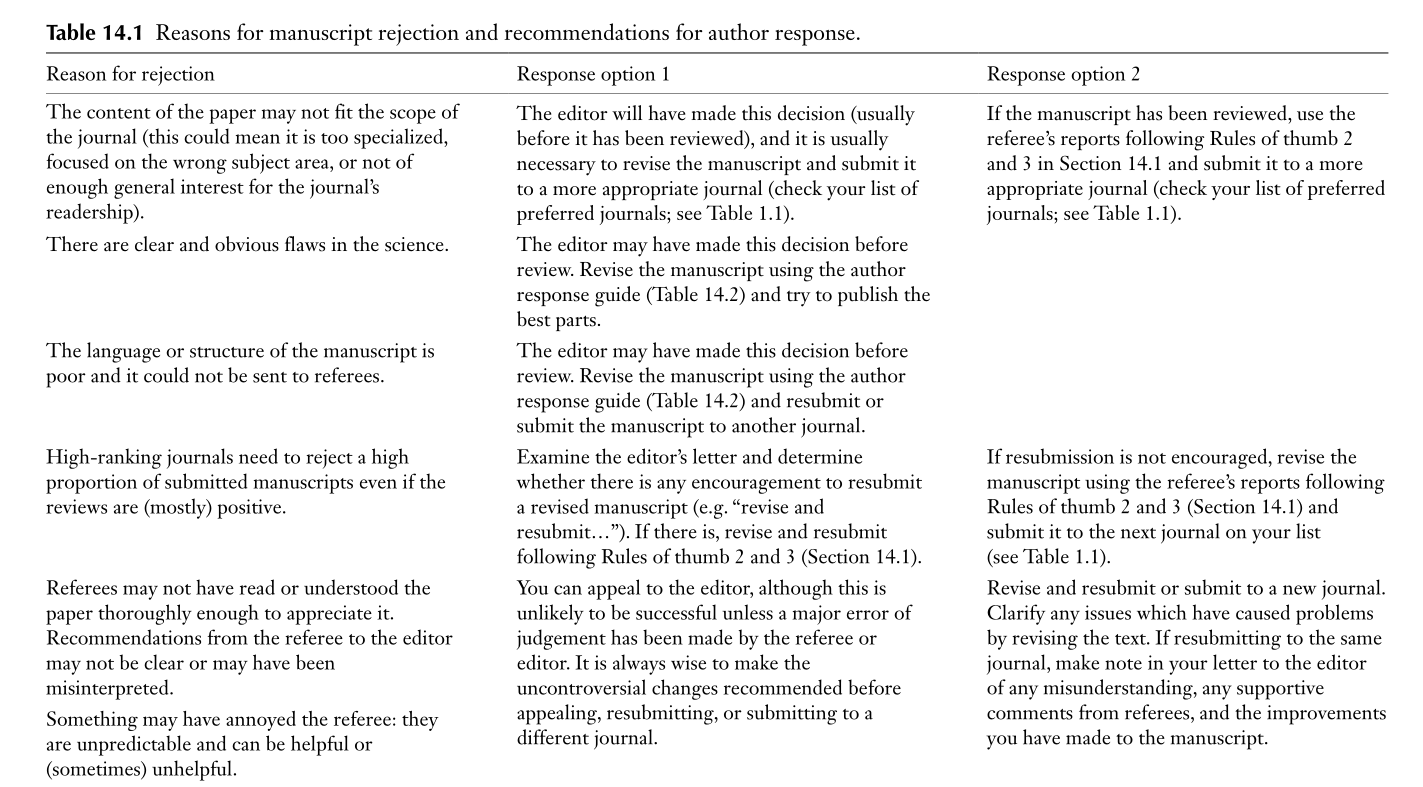 Table 14.1 Reasons for manuscript rejection and recommendations for author response.
Reason for rejection
Response option 1
Response option 2
The content of the paper may not fit the scope of
the journal (this could mean it is too specialized,
focused on the wrong subject area, or not of
enough general interest for the journal's
readership).
The editor will have made this decision (usually
before it has been reviewed), and it is usually
necessary to revise the manuscript and submit it
to a more appropriate journal (check your list of
preferred journals; see Table 1.1).
If the manuscript has been reviewed, use the
referee's reports following Rules of thumb 2
and 3 in Section 14.1 and submit it to a more
appropriate journal (check your list of preferred
journals; see Table 1.1).
There are clear and obvious flaws in the science.
The editor may have made this decision before
review. Revise the manuscript using the author
response guide (Table 14.2) and try to publish the
best parts.
The language or structure of the manuscript is
poor and it could not be sent to referees.
The editor may have made this decision before
review. Revise the manuscript using the author
response guide (Table 14.2) and resubmit or
submit the manuscript to another journal.
High-ranking journals need to reject a high
proportion of submitted manuscripts even if the
reviews are (mostly) positive.
Examine the editor's letter and determine
whether there is any encouragement to resubmit
a revised manuscript (e.g. “revise and
resubmit…”). If there is, revise and resubmit
following Rules of thumb 2 and 3 (Section 14.1).
If resubmission is not encouraged, revise the
manuscript using the referee's reports following
Rules of thumb 2 and 3 (Section 14.1) and
submit it to the next journal on your list
(see Table 1.1).
Referees may not have read or understood the
paper thoroughly enough to appreciate it.
Recommendations from the referee to the editor
may not be clear or may have been
misinterpreted.
Something may have annoyed the referee: they
are unpredictable and can be helpful or
(sometimes) unhelpful.
You can appeal to the editor, although this is
unlikely to be successful unless a major error of
judgement has been made by the referee or
editor. It is always wise to make the
uncontroversial changes recommended before
appealing, resubmitting, or submitting to a
different journal.
Revise and resubmit or submit to a new journal.
Clarify any issues which have caused problems
by revising the text. If resubmitting to the same
journal, make note in your letter to the editor
of any misunderstanding, any supportive
comments from referees, and the improvements
you have made to the manuscript.